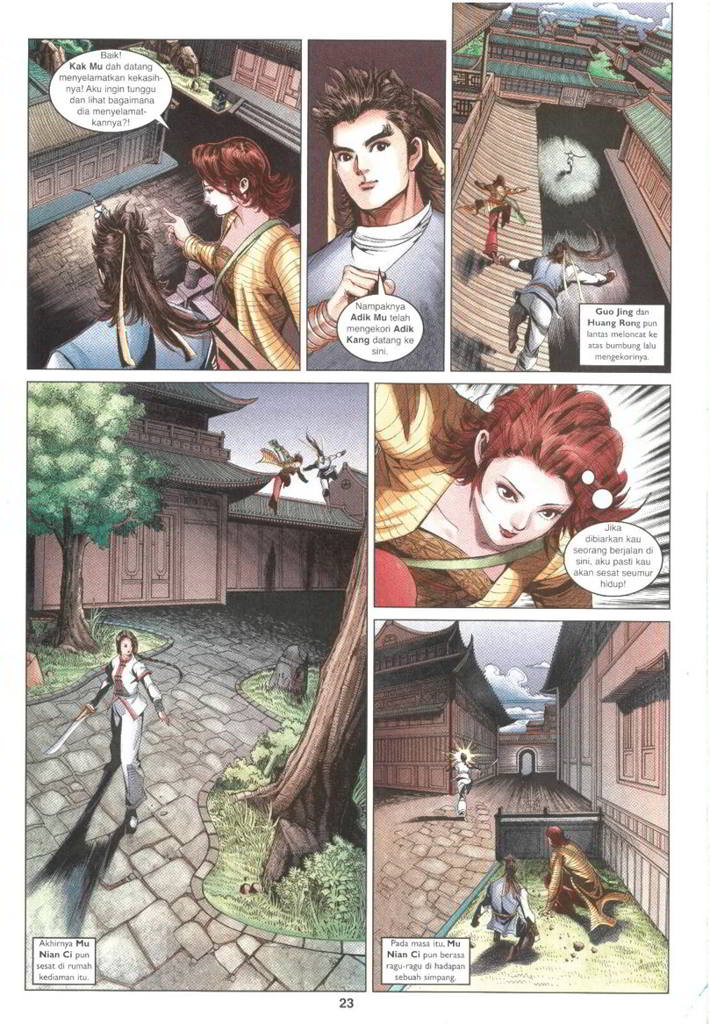 Baik!
Kak Mu dah datang
menyelamatkan kekasih-
nya! Aku ingin tunggu
dan lihat bagaimana
dia menyelamat-
kannya?!
Nampaknya
Adik Mu telah
mengekori Adik
Kang datang ke
sini.
Guo Jing dan
Huang Rong pun
lantas meloncat ke
atas bumbung lalu
mengekorinya.
Jika
dibiarkan kau
seorang berjalan di
sini, aku pasti kau
akan sesat seumur
hidup!
Akhirnya Mu
Nian Ci pun
sesat di rumah
kediaman itu.
Pada masa itu, Mu
Nian Ci pun berasa
ragu-ragu di hadapan
sebuah simpang.
23